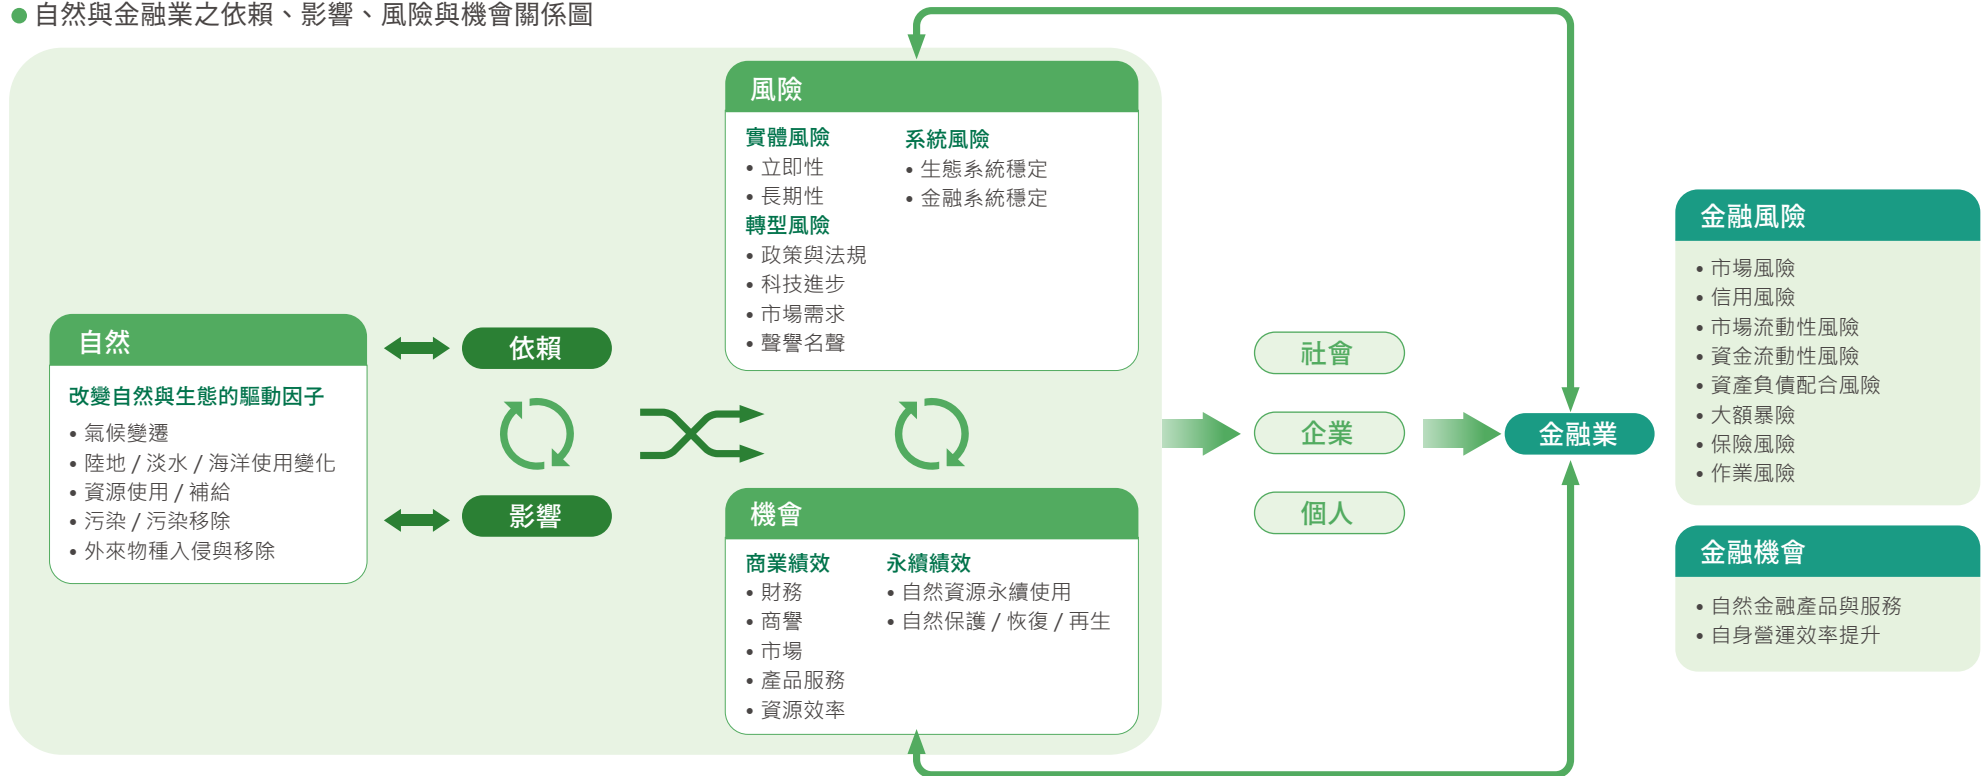 自然與金融業之依賴、影響、風險與機會關係圖
自然
改變自然與生態的驅動因子
• 氣候變遷
• 陸地 / 淡水 / 海洋使用變化
• 資源使用 / 補給
• 污染 / 污染移除
• 外來物種入侵與移除
依賴
影響
風險
實體風險
• 立即性
• 長期性
轉型風險
• 政策與法規
• 科技進步
• 市場需求
• 聲譽名聲
系統風險
• 生態系統穩定
• 金融系統穩定
機會
商業績效
• 財務
• 商譽
• 市場
• 產品服務
• 資源效率
永續績效
• 自然資源永續使用
• 自然保護 / 恢復 / 再生
社會
企業
個人
金融業
金融風險
• 市場風險
• 信用風險
• 市場流動性風險
• 資金流動性風險
• 資產負債配合風險
• 大額暴險
• 保險風險
• 作業風險
金融機會
• 自然金融產品與服務
• 自身營運效率提升